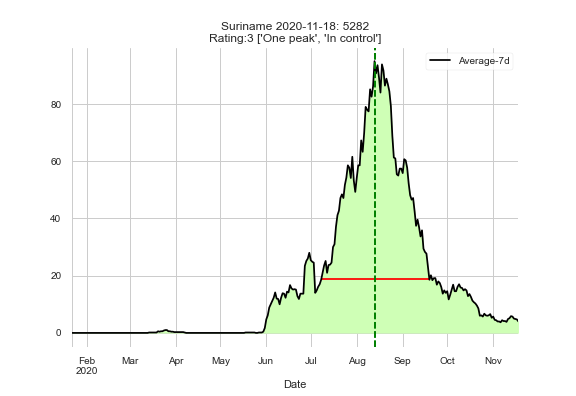 Suriname 2020-11-18: 5282
Rating:3 ['One peak', 'In control']
Average-7d
80
60
40
20
0
Feb Mar Apr May Jun Jul Aug Sep Oct Nov
2020
Date